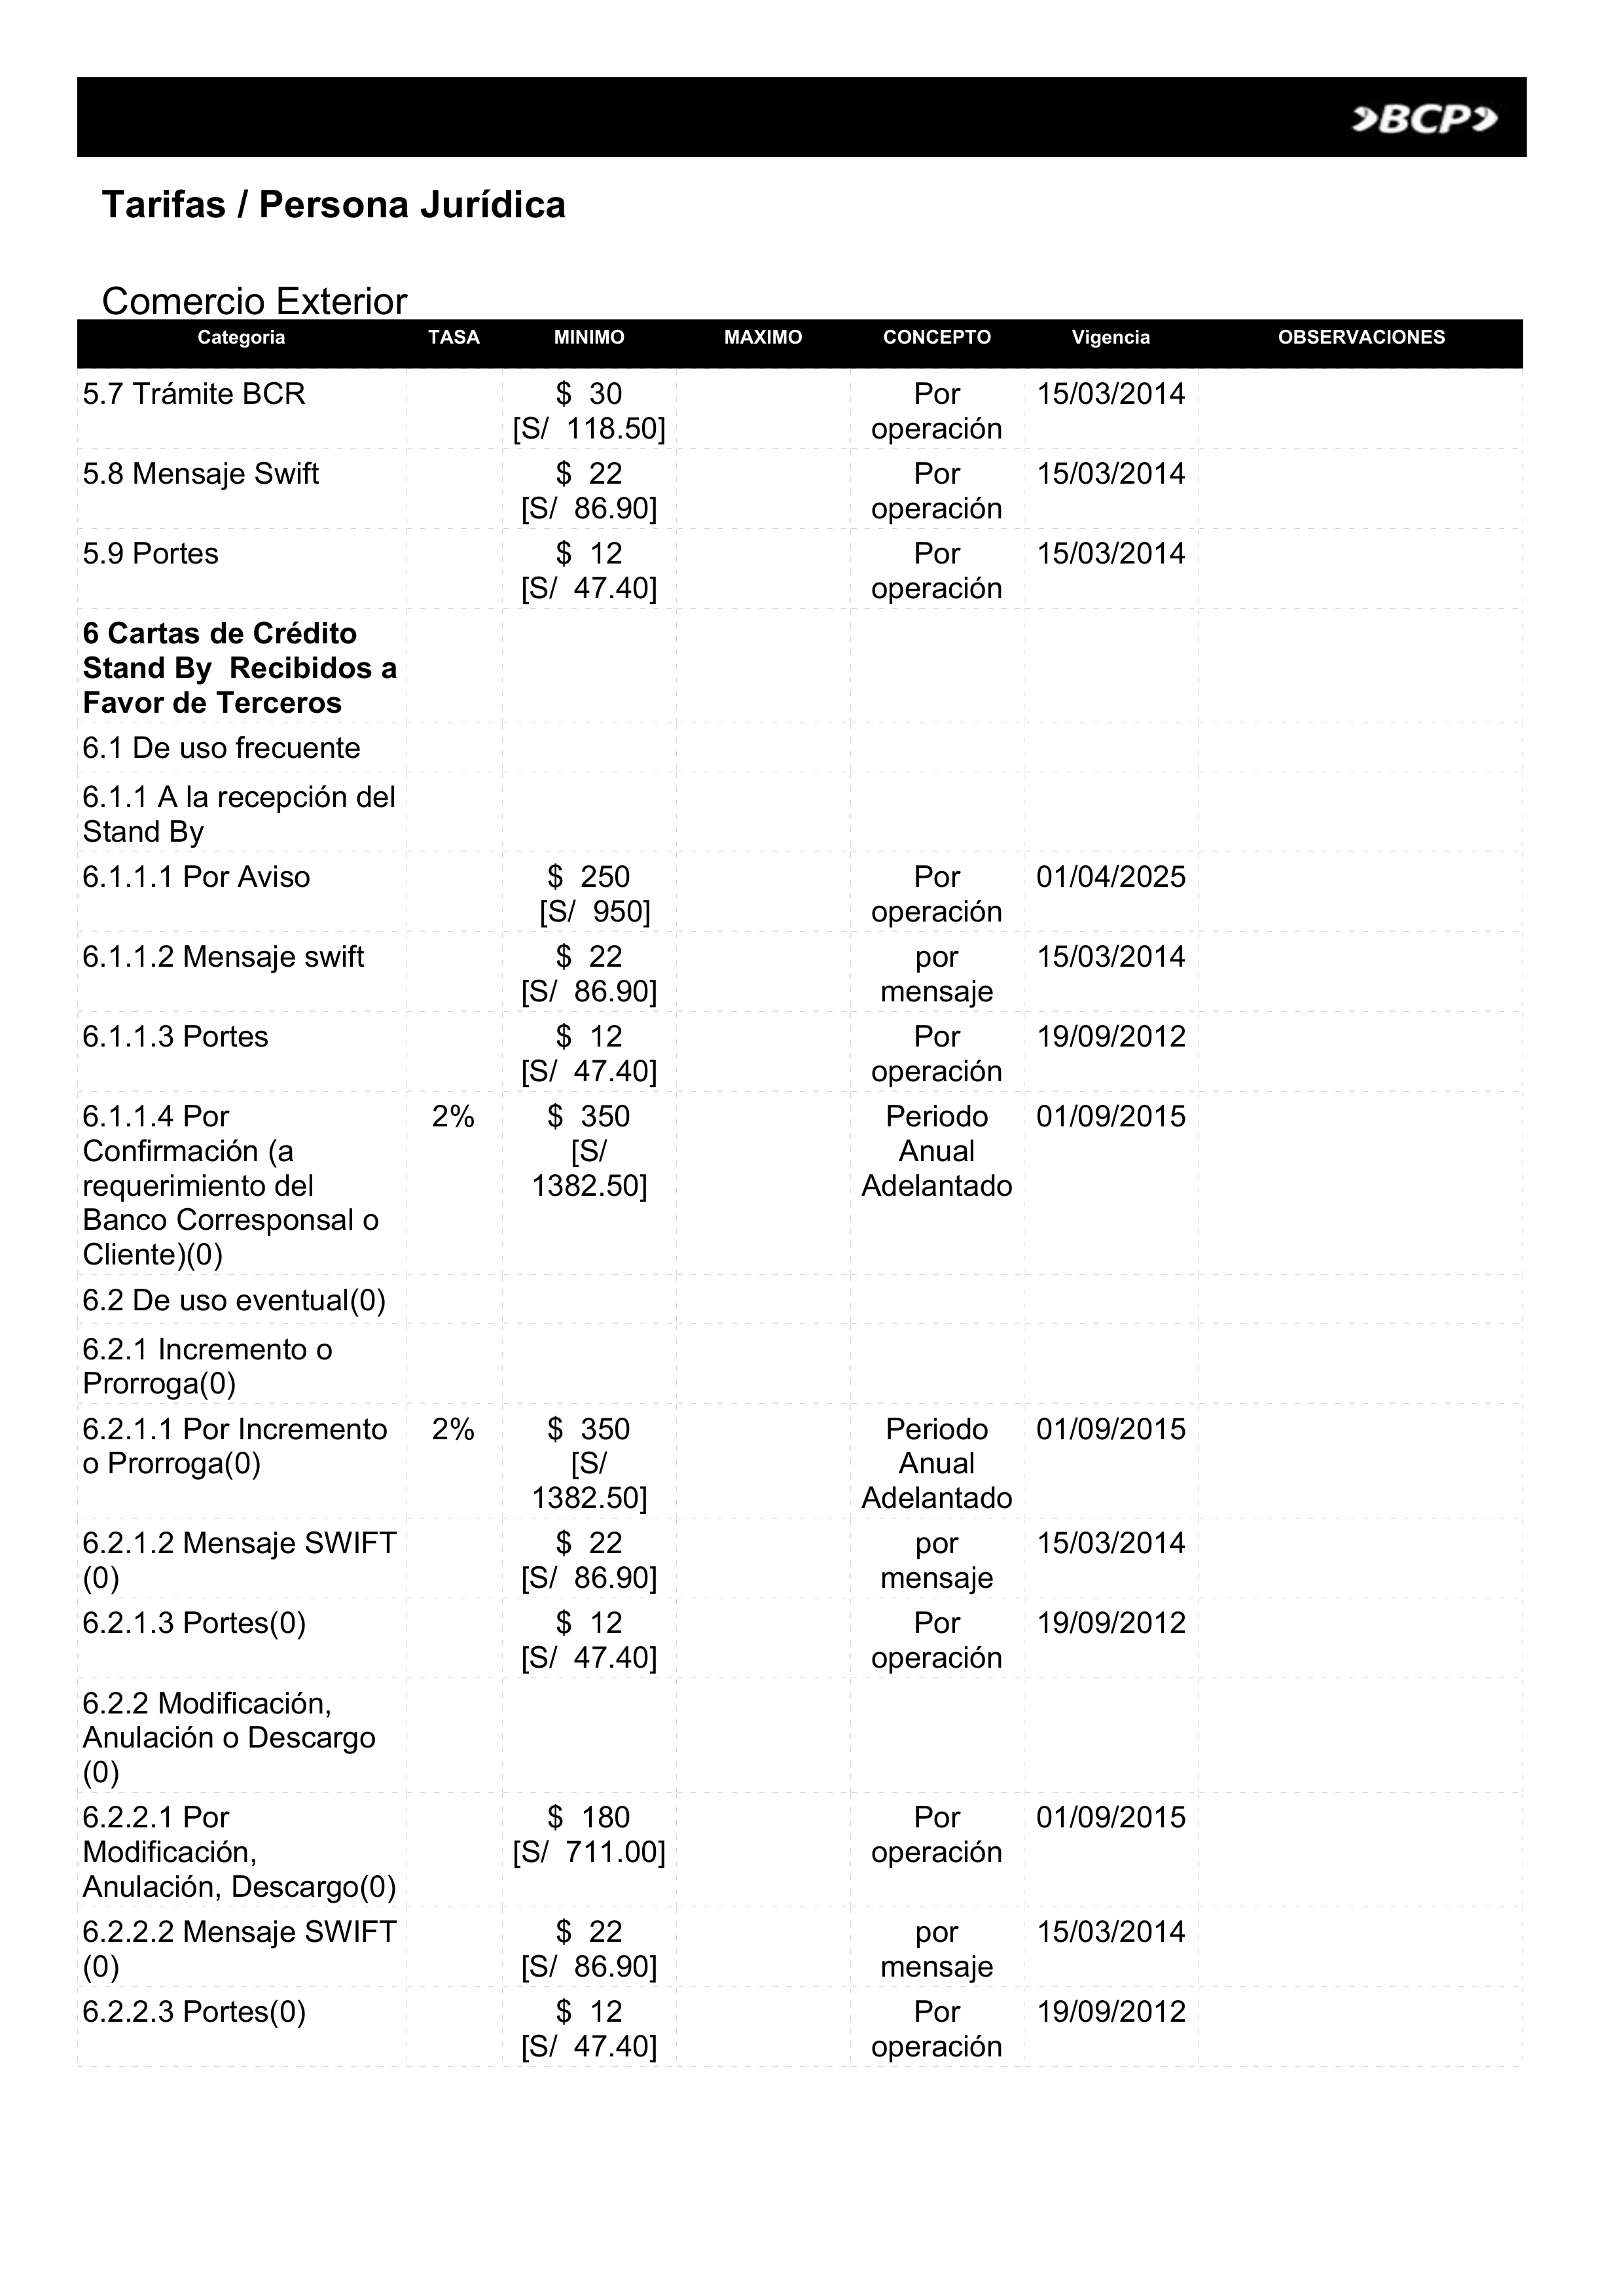 BCP
Tarifas / Persona Jurídica
Comercio Exterior
Categoria TASA MINIMO MAXIMO CONCEPTO Vigencia OBSERVACIONES
5.7 Trámite BCR $ 30 Por 15/03/2014
[S/ 118.50] operación
5.8 Mensaje Swift $ 22 Por 15/03/2014
[S/ 86.90] operación
5.9 Portes $ 12 Por 15/03/2014
[S/ 47.40] operación
6 Cartas de Crédito
Stand By Recibidos a
Favor de Terceros
6.1 De uso frecuente
6.1.1 A la recepción del
Stand By
6.1.1.1 Por Aviso $ 250 Por 01/04/2025
[S/ 950] operación
6.1.1.2 Mensaje swift $ 22 por 15/03/2014
[S/ 86.90] mensaje
6.1.1.3 Portes $ 12 Por 19/09/2012
[S/ 47.40] operación
6.1.1.4 Por 2% $ 350 Periodo 01/09/2015
Confirmación (a [S/ Anual
requerimiento del 1382.50] Adelantado
Banco Corresponsal o
Cliente)(0)
6.2 De uso eventual(0)
6.2.1 Incremento o
Prorroga(0)
6.2.1.1 Por Incremento 2% $ 350 Periodo 01/09/2015
o Prorroga(0) [S/ Anual
1382.50] Adelantado
6.2.1.2 Mensaje SWIFT $ 22 por 15/03/2014
(0) [S/ 86.90] mensaje
6.2.1.3 Portes(0) $ 12 Por 19/09/2012
[S/ 47.40] operación
6.2.2 Modificación,
Anulación o Descargo
(0)
6.2.2.1 Por $ 180 Por 01/09/2015
Modificación, [S/ 711.00] operación
Anulación, Descargo(0)
6.2.2.2 Mensaje SWIFT $ 22 por 15/03/2014
(0) [S/ 86.90] mensaje
6.2.2.3 Portes(0) $ 12 Por 19/09/2012
[S/ 47.40] operación